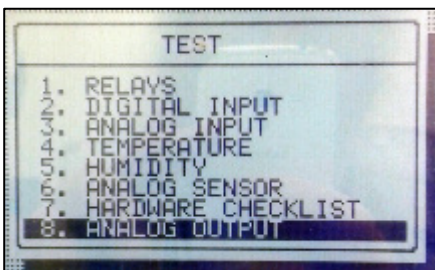 TEST
1. RELAYS
2. DIGITAL INPUT
3. ANALOG INPUT
4. TEMPERATURE
5. HUMIDITY
6. ANALOG SENSOR
7. HARDWARE CHECKLIST
8. ANALOG OUTPUT